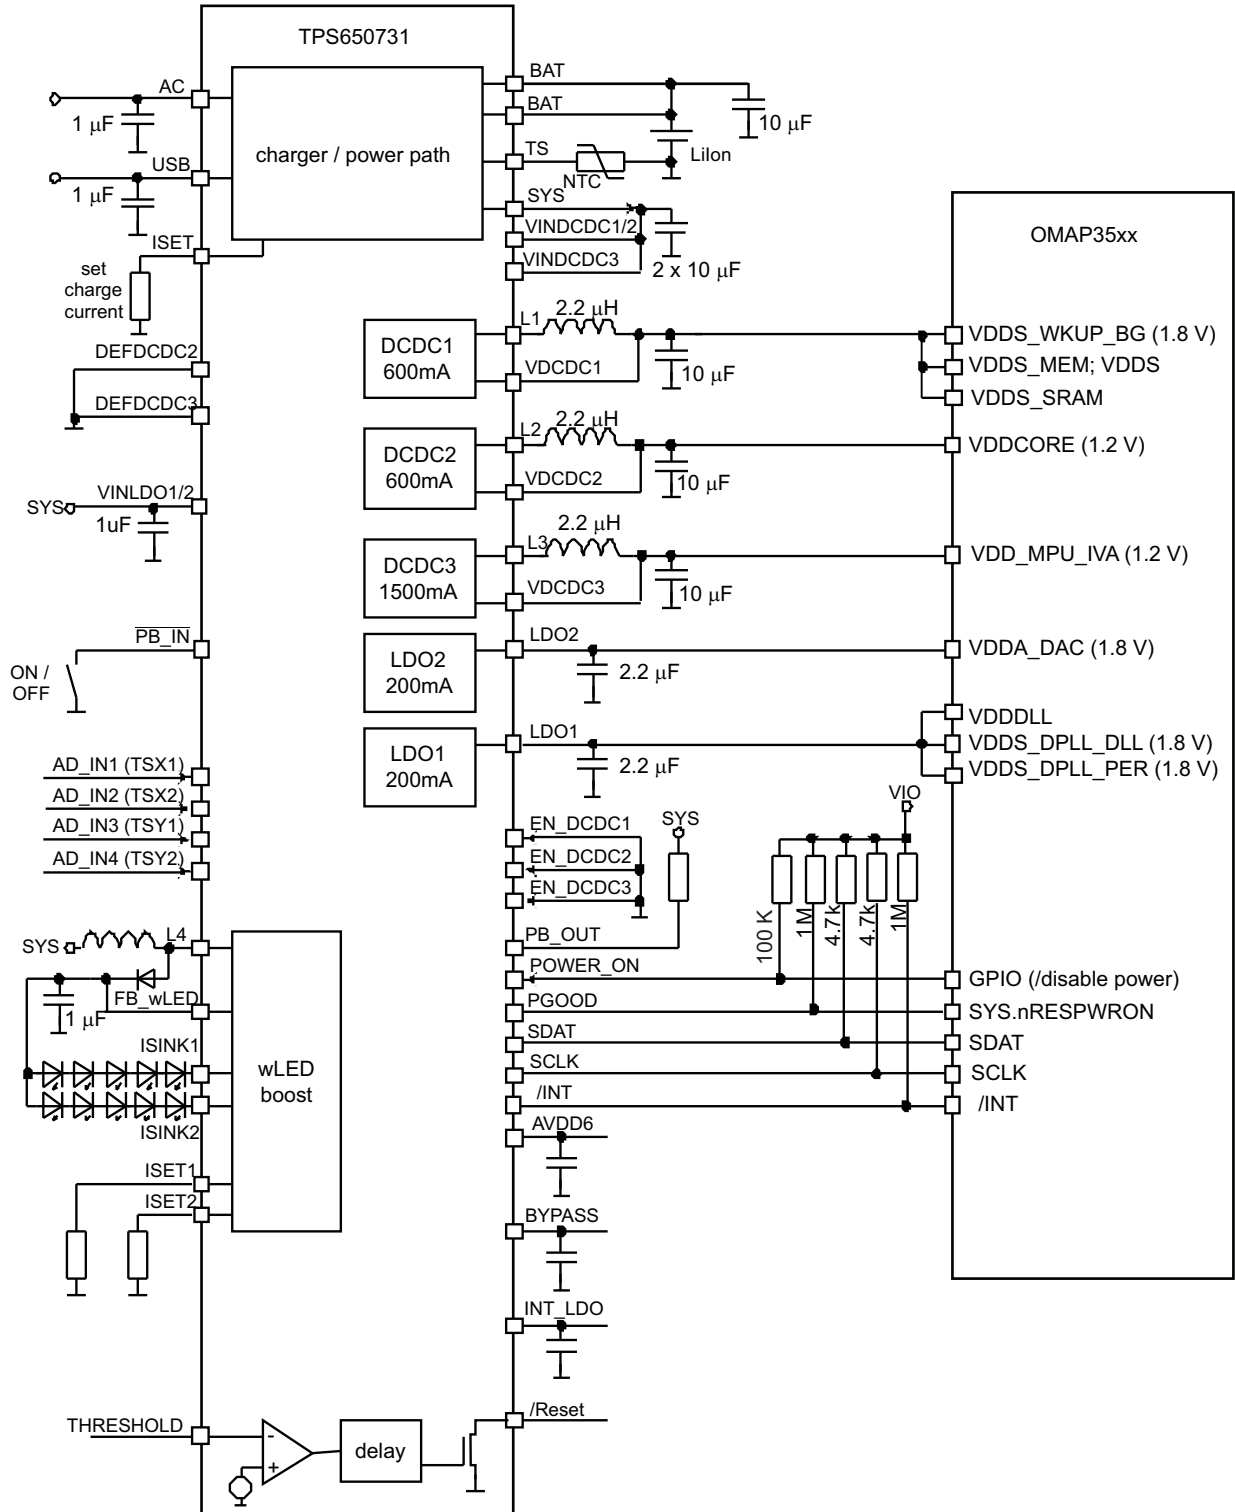 TPS650731
AC
1 μF
USB
1 μF
ISET
set
charge
current
charger / power path
BAT
BAT
10 μF
LiIon
TS
NTC
SYS
VINDCDC1/2
VINDCDC3
2 x 10 μF
OMAP35xx
DEFDCDC2
DEFDCDC3
DCDC1
600mA
L1
2.2 μH
VDCDC1
10 μF
VDDS_WKUP_BG (1.8 V)
VDDS_MEM; VDDS
VDDS_SRAM
DCDC2
600mA
L2
2.2 μH
VDCDC2
10 μF
VDDCORE (1.2 V)
SYS
VINLDO1/2
1uF
DCDC3
1500mA
L3
2.2 μH
VDCDC3
10 μF
VDD_MPU_IVA (1.2 V)
PB_IN
ON /
OFF
LDO2
200mA
LDO2
2.2 μF
VDDA_DAC (1.8 V)
LDO1
200mA
LDO1
2.2 μF
VDDDLL
VDDS_DPLL_DLL (1.8 V)
VDDS_DPLL_PER (1.8 V)
AD_IN1 (TSX1)
AD_IN2 (TSX2)
AD_IN3 (TSY1)
AD_IN4 (TSY2)
EN_DCDC1
EN_DCDC2
EN_DCDC3
SYS
VIO
100 K
1M
4.7k
4.7k
1M
PB_OUT
POWER_ON
PGOOD
SDAT
SCLK
/INT
GPIO (/disable power)
SYS.nRESPWRON
SDAT
SCLK
/INT
SYS
L4
FB_wLED
1 μF
ISINK1
ISINK2
wLED
boost
ISET1
ISET2
AVDD6
BYPASS
INT_LDO
THRESHOLD
-
+
delay
/Reset